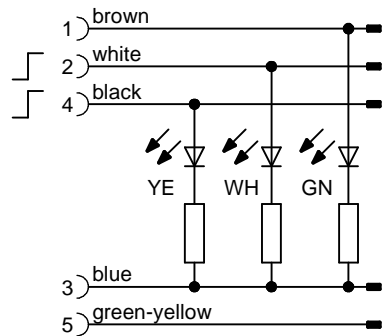 1 brown
2 white
4 black
YE WH GN
3 blue
5 green-yellow